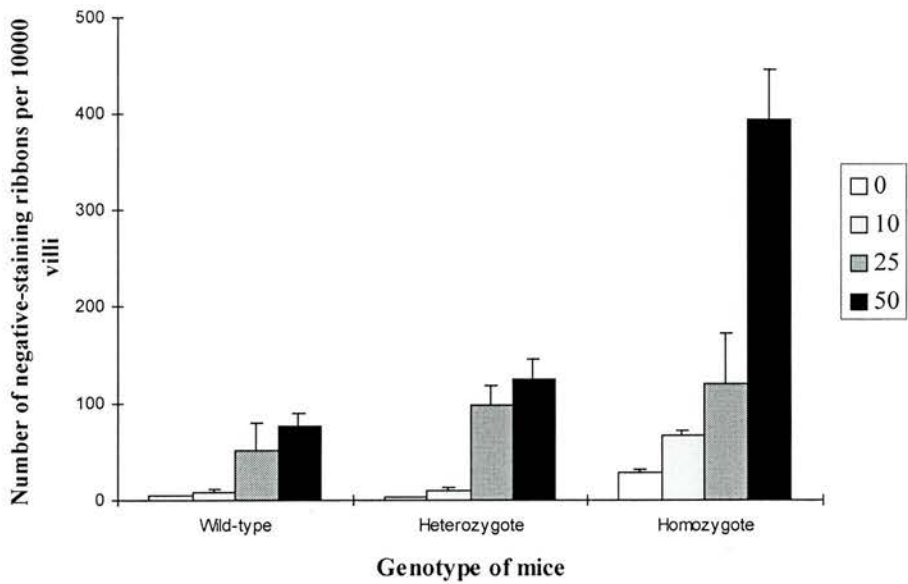 Number of negative-staining ribbons per 10000
villi
500
400
300
200
100
0
Wild-type Heterozygote Homozygote
Genotype of mice
0
10
25
50